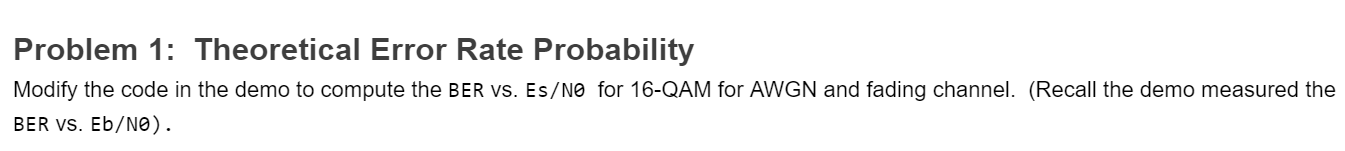 Problem 1: Theoretical Error Rate Probability
Modify the code in the demo to compute the BER vs. Es/N0 for 16-QAM for AWGN and fading channel. (Recall the demo measured the
BER vs. Eb/N0).